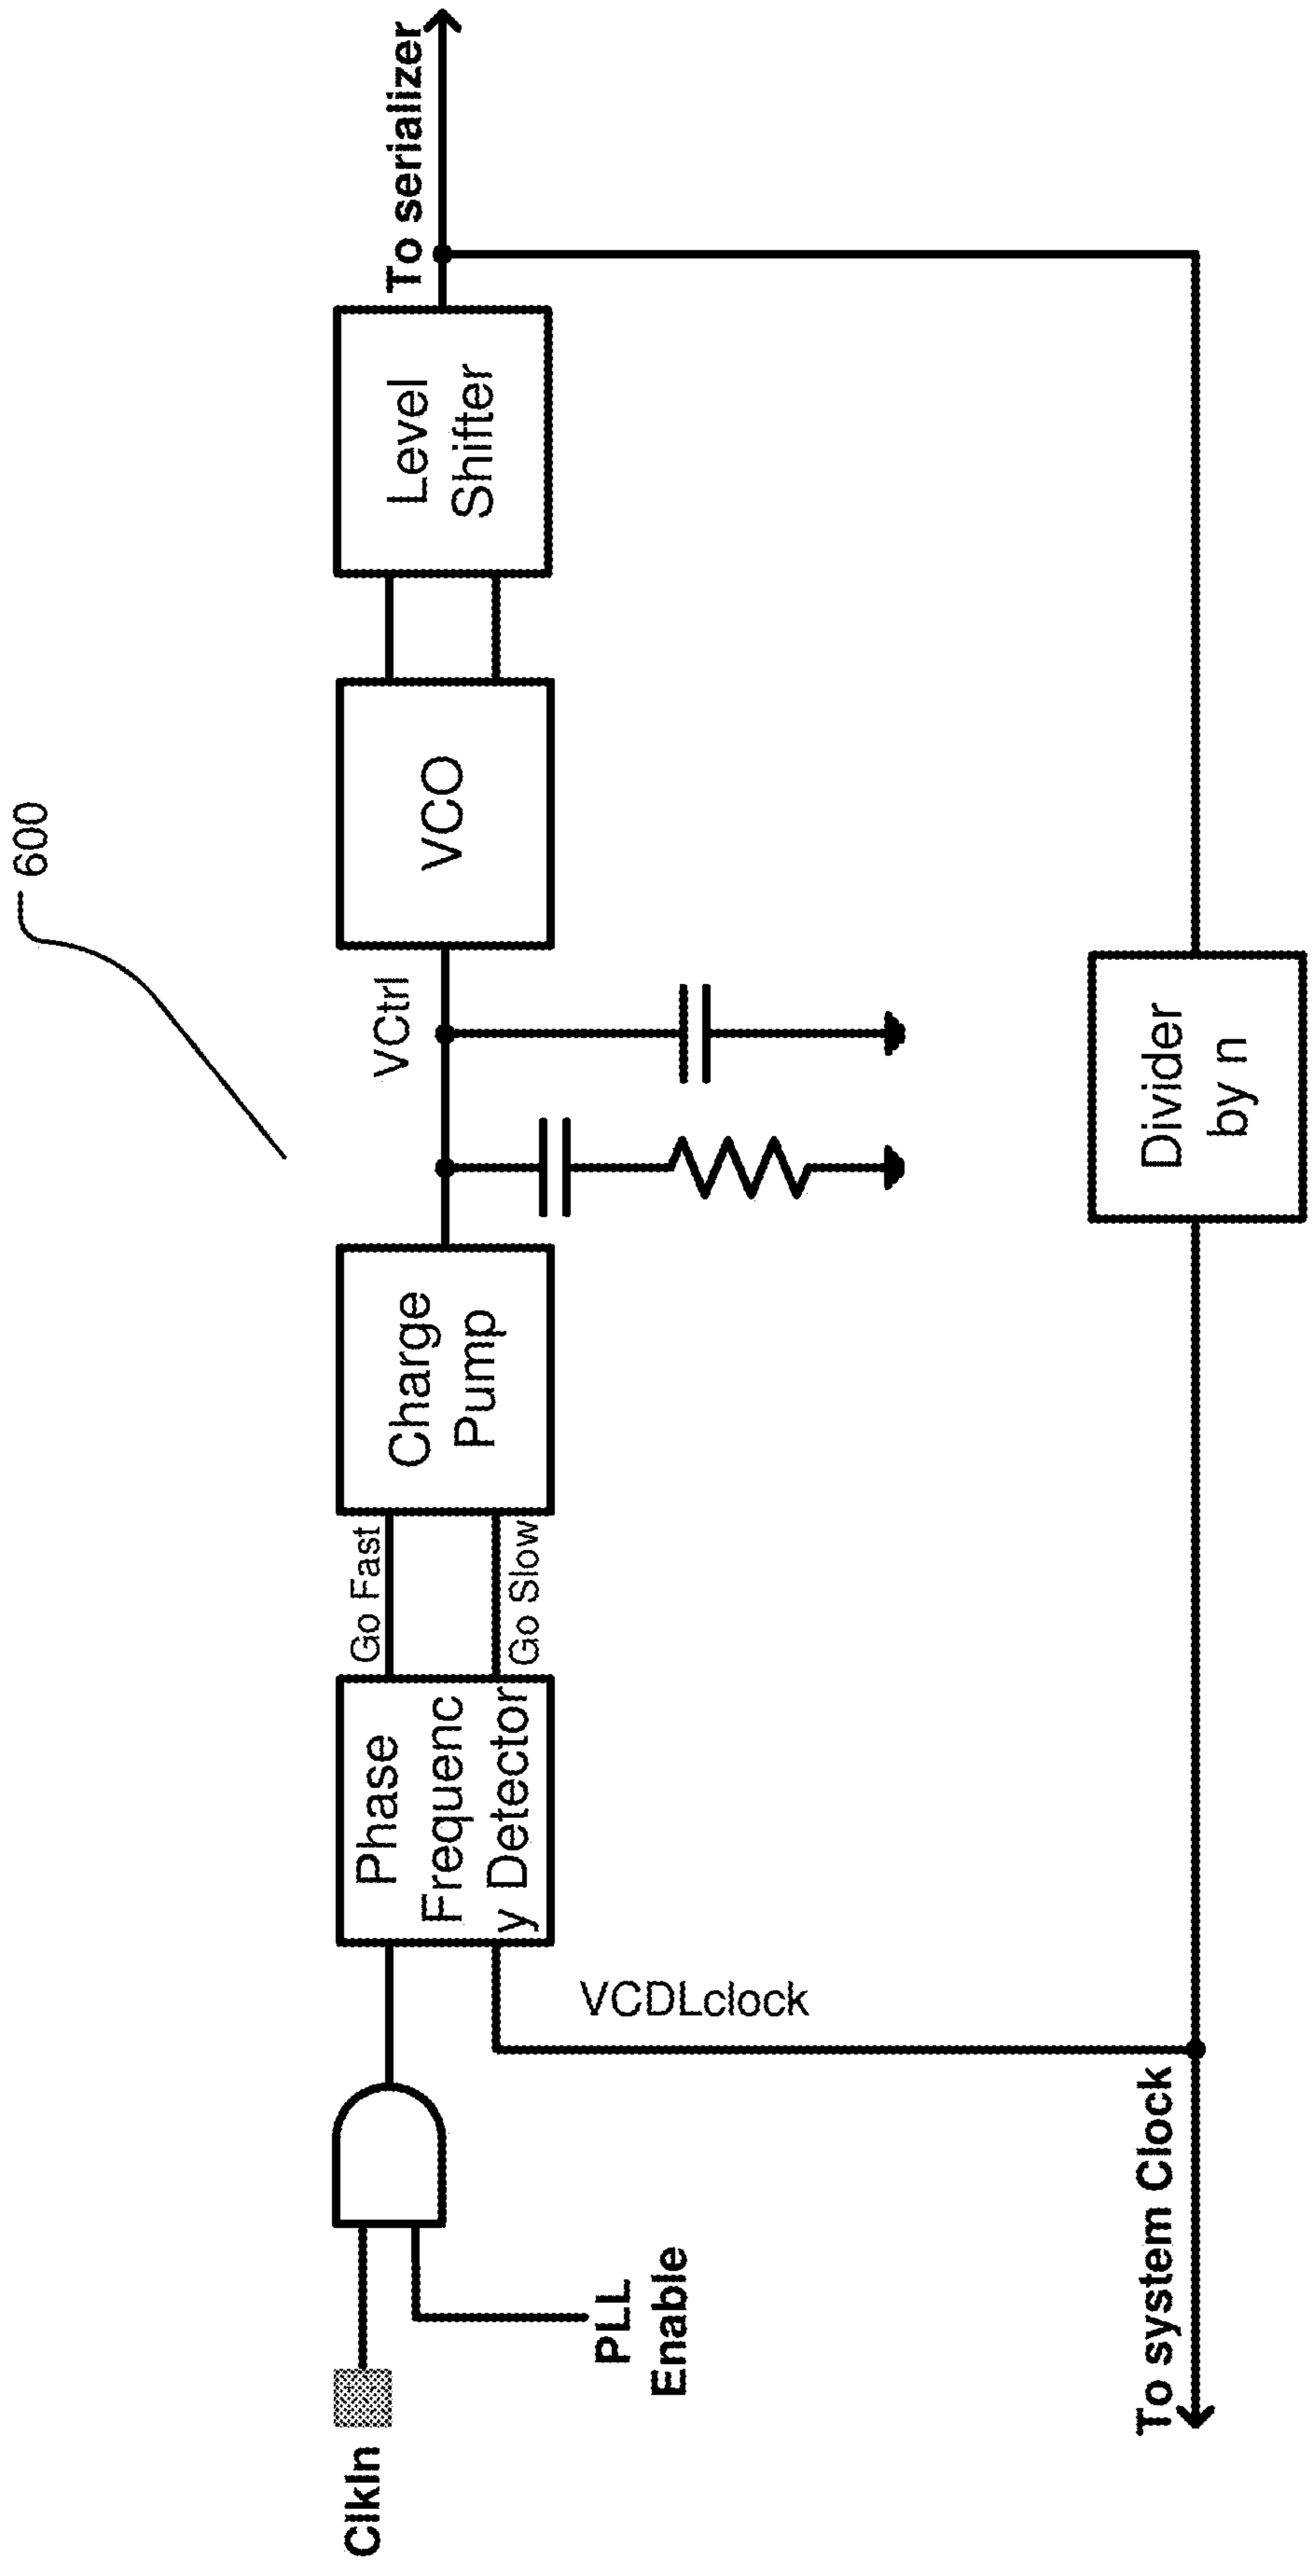 600
ClkIn
PLL
Enable
Phase
Frequenc
y Detector
Go Fast
Go Slow
Charge
Pump
VCtrl
VCO
Level
Shifter
To serializer
VCDLclock
Divider
by n
To system Clock